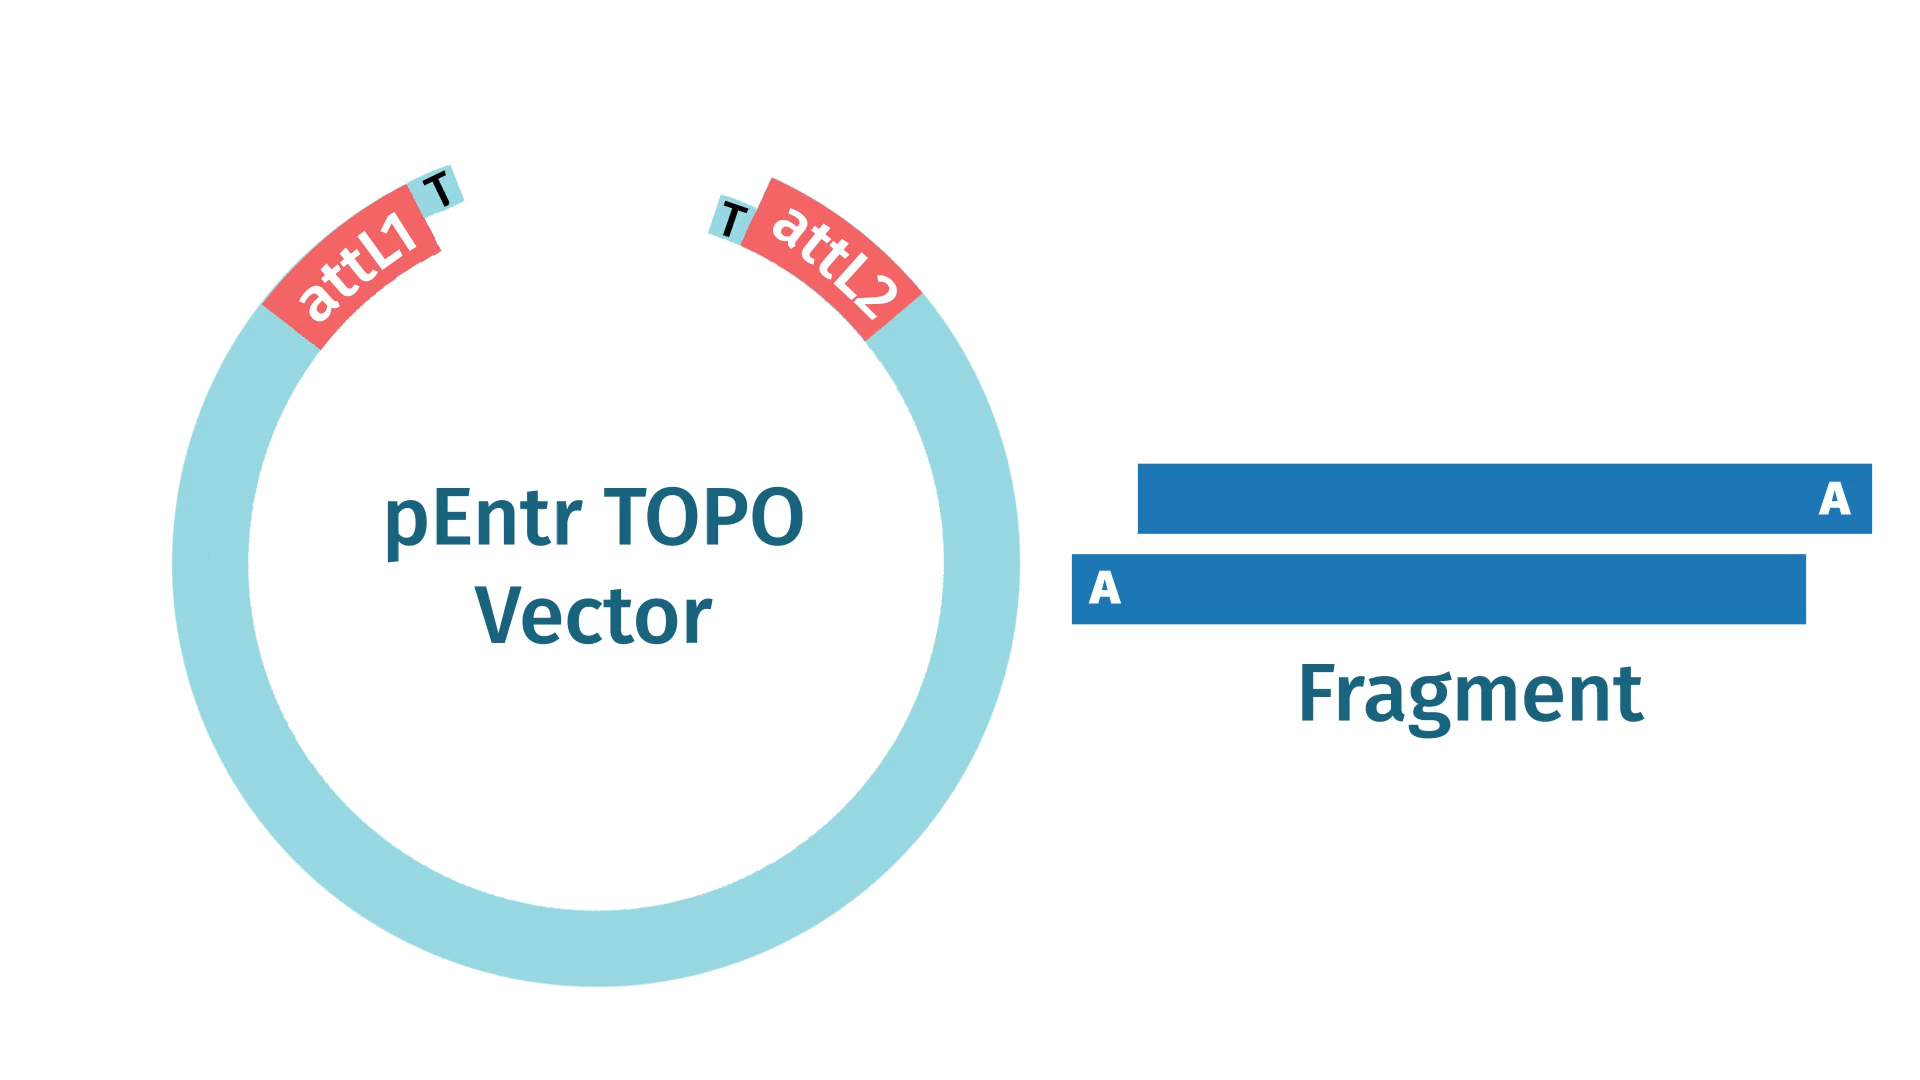 T
T
attL1
attL2
pEntr TOPO
Vector
A
A
Fragment